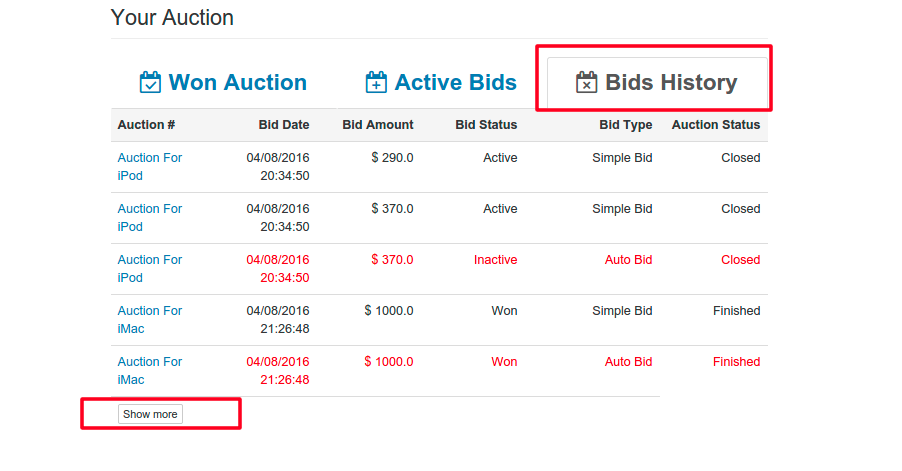 Your Auction
Won Auction Active Bids Bids History
Auction # Bid Date Bid Amount Bid Status Bid Type Auction Status
Auction For 04/08/2016 $ 290.0 Active Simple Bid Closed
iPod 20:34:50
Auction For 04/08/2016 $ 370.0 Active Simple Bid Closed
iPod 20:34:50
Auction For 04/08/2016 $ 370.0 Inactive Auto Bid Closed
iPod 20:34:50
Auction For 04/08/2016 $ 1000.0 Won Simple Bid Finished
iMac 21:26:48
Auction For 04/08/2016 $ 1000.0 Won Auto Bid Finished
iMac 21:26:48
Show more